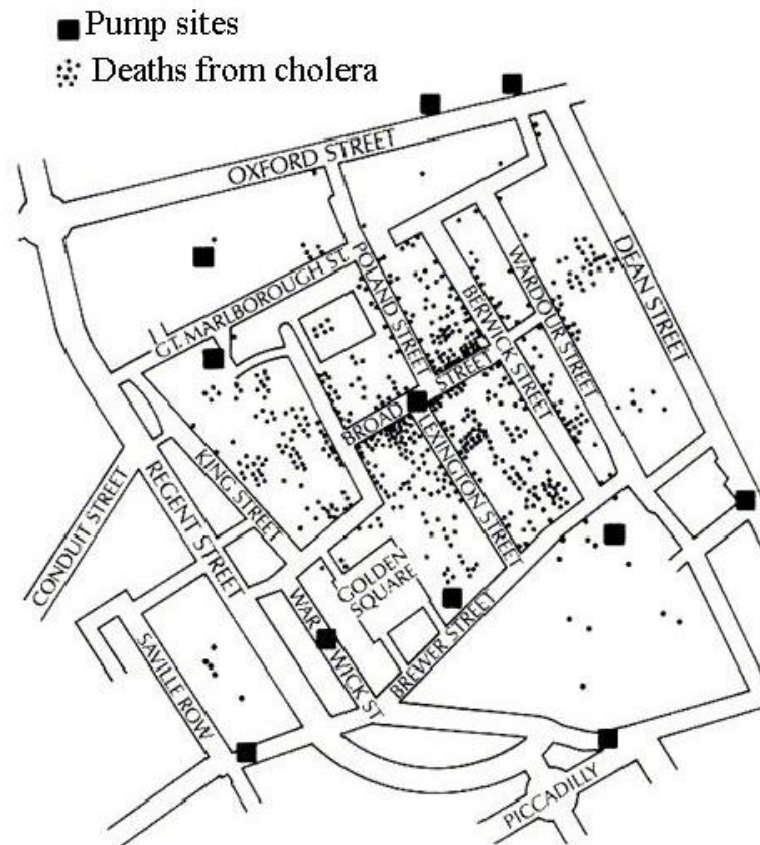 Pump sites
Deaths from cholera
OXFORD STREET
GT. MARLBOROUGH ST.
POLAND STREET
BERWICK STREET
WARDOUR STREET
DEAN STREET
BROAD STREET
LEXINGTON STREET
KING STREET
REGENT STREET
CONDUIT STREET
GOLDEN
SQUARE
WARWICK ST
BREWER STREET
SAVILLE ROW
PICCADILLY